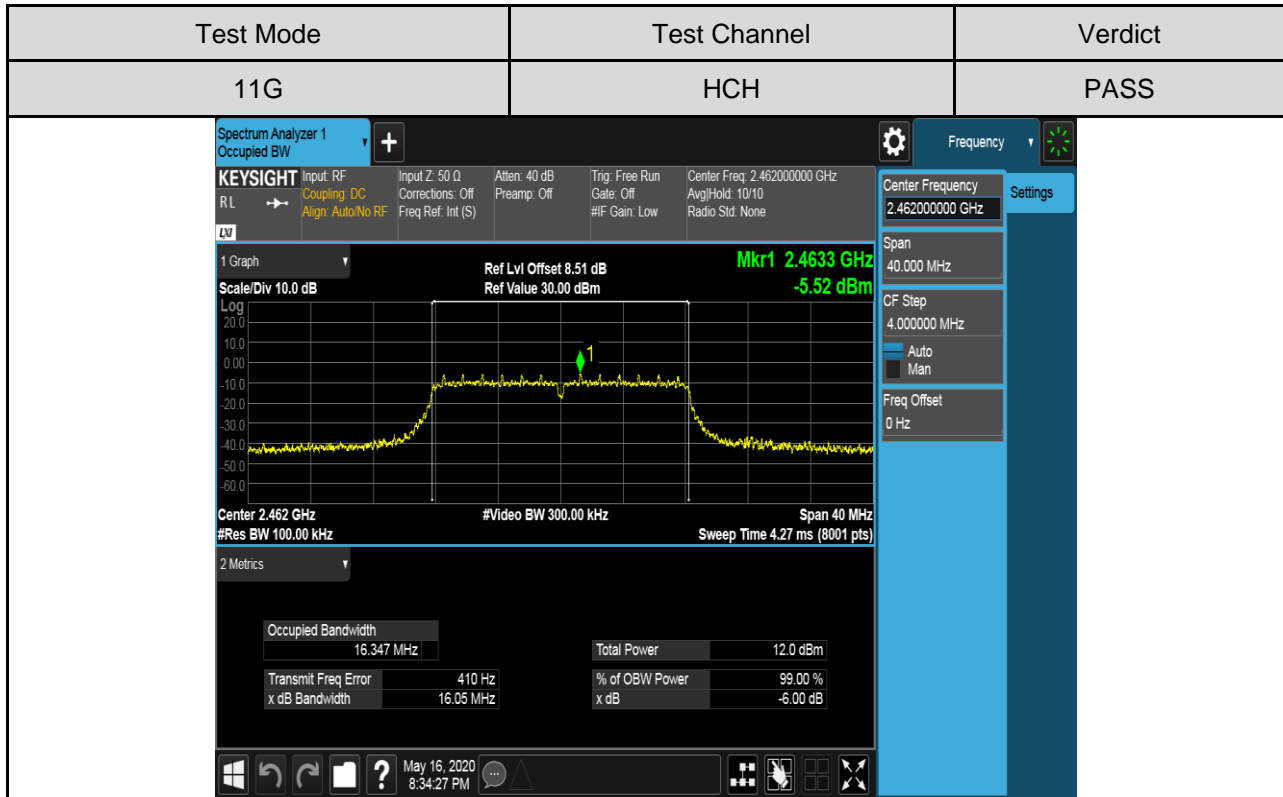 Test Mode Test Channel Verdict
11G HCH PASS
Spectrum Analyzer 1
Occupied BW
+
Frequency
KEYSIGHT
RL
LXI
Input: RF
Coupling: DC
Align: Auto/No RF
Input Z: 50 Ω
Corrections: Off
Freq Ref: Int (S)
Atten: 40 dB
Preamp: Off
Trig: Free Run
Gate: Off
#IF Gain: Low
Center Freq: 2.462000000 GHz
Avg|Hold: 10/10
Radio Std: None
Center Frequency
2.462000000 GHz
Settings
Span
40.000 MHz
CF Step
4.000000 MHz
Auto
Man
Freq Offset
0 Hz
1 Graph
Scale/Div 10.0 dB
Ref Lvl Offset 8.51 dB
Ref Value 30.00 dBm
Mkr1 2.4633 GHz
-5.52 dBm
Log
20.0
10.0
0.00
-10.0
-20.0
-30.0
-40.0
-50.0
-60.0
1
Center 2.462 GHz #Video BW 300.00 kHz Span 40 MHz
#Res BW 100.00 kHz Sweep Time 4.27 ms (8001 pts)
2 Metrics
Occupied Bandwidth
16.347 MHz
Total Power 12.0 dBm
Transmit Freq Error 410 Hz % of OBW Power 99.00 %
x dB Bandwidth 16.05 MHz x dB -6.00 dB
?
May 16, 2020
8:34:27 PM